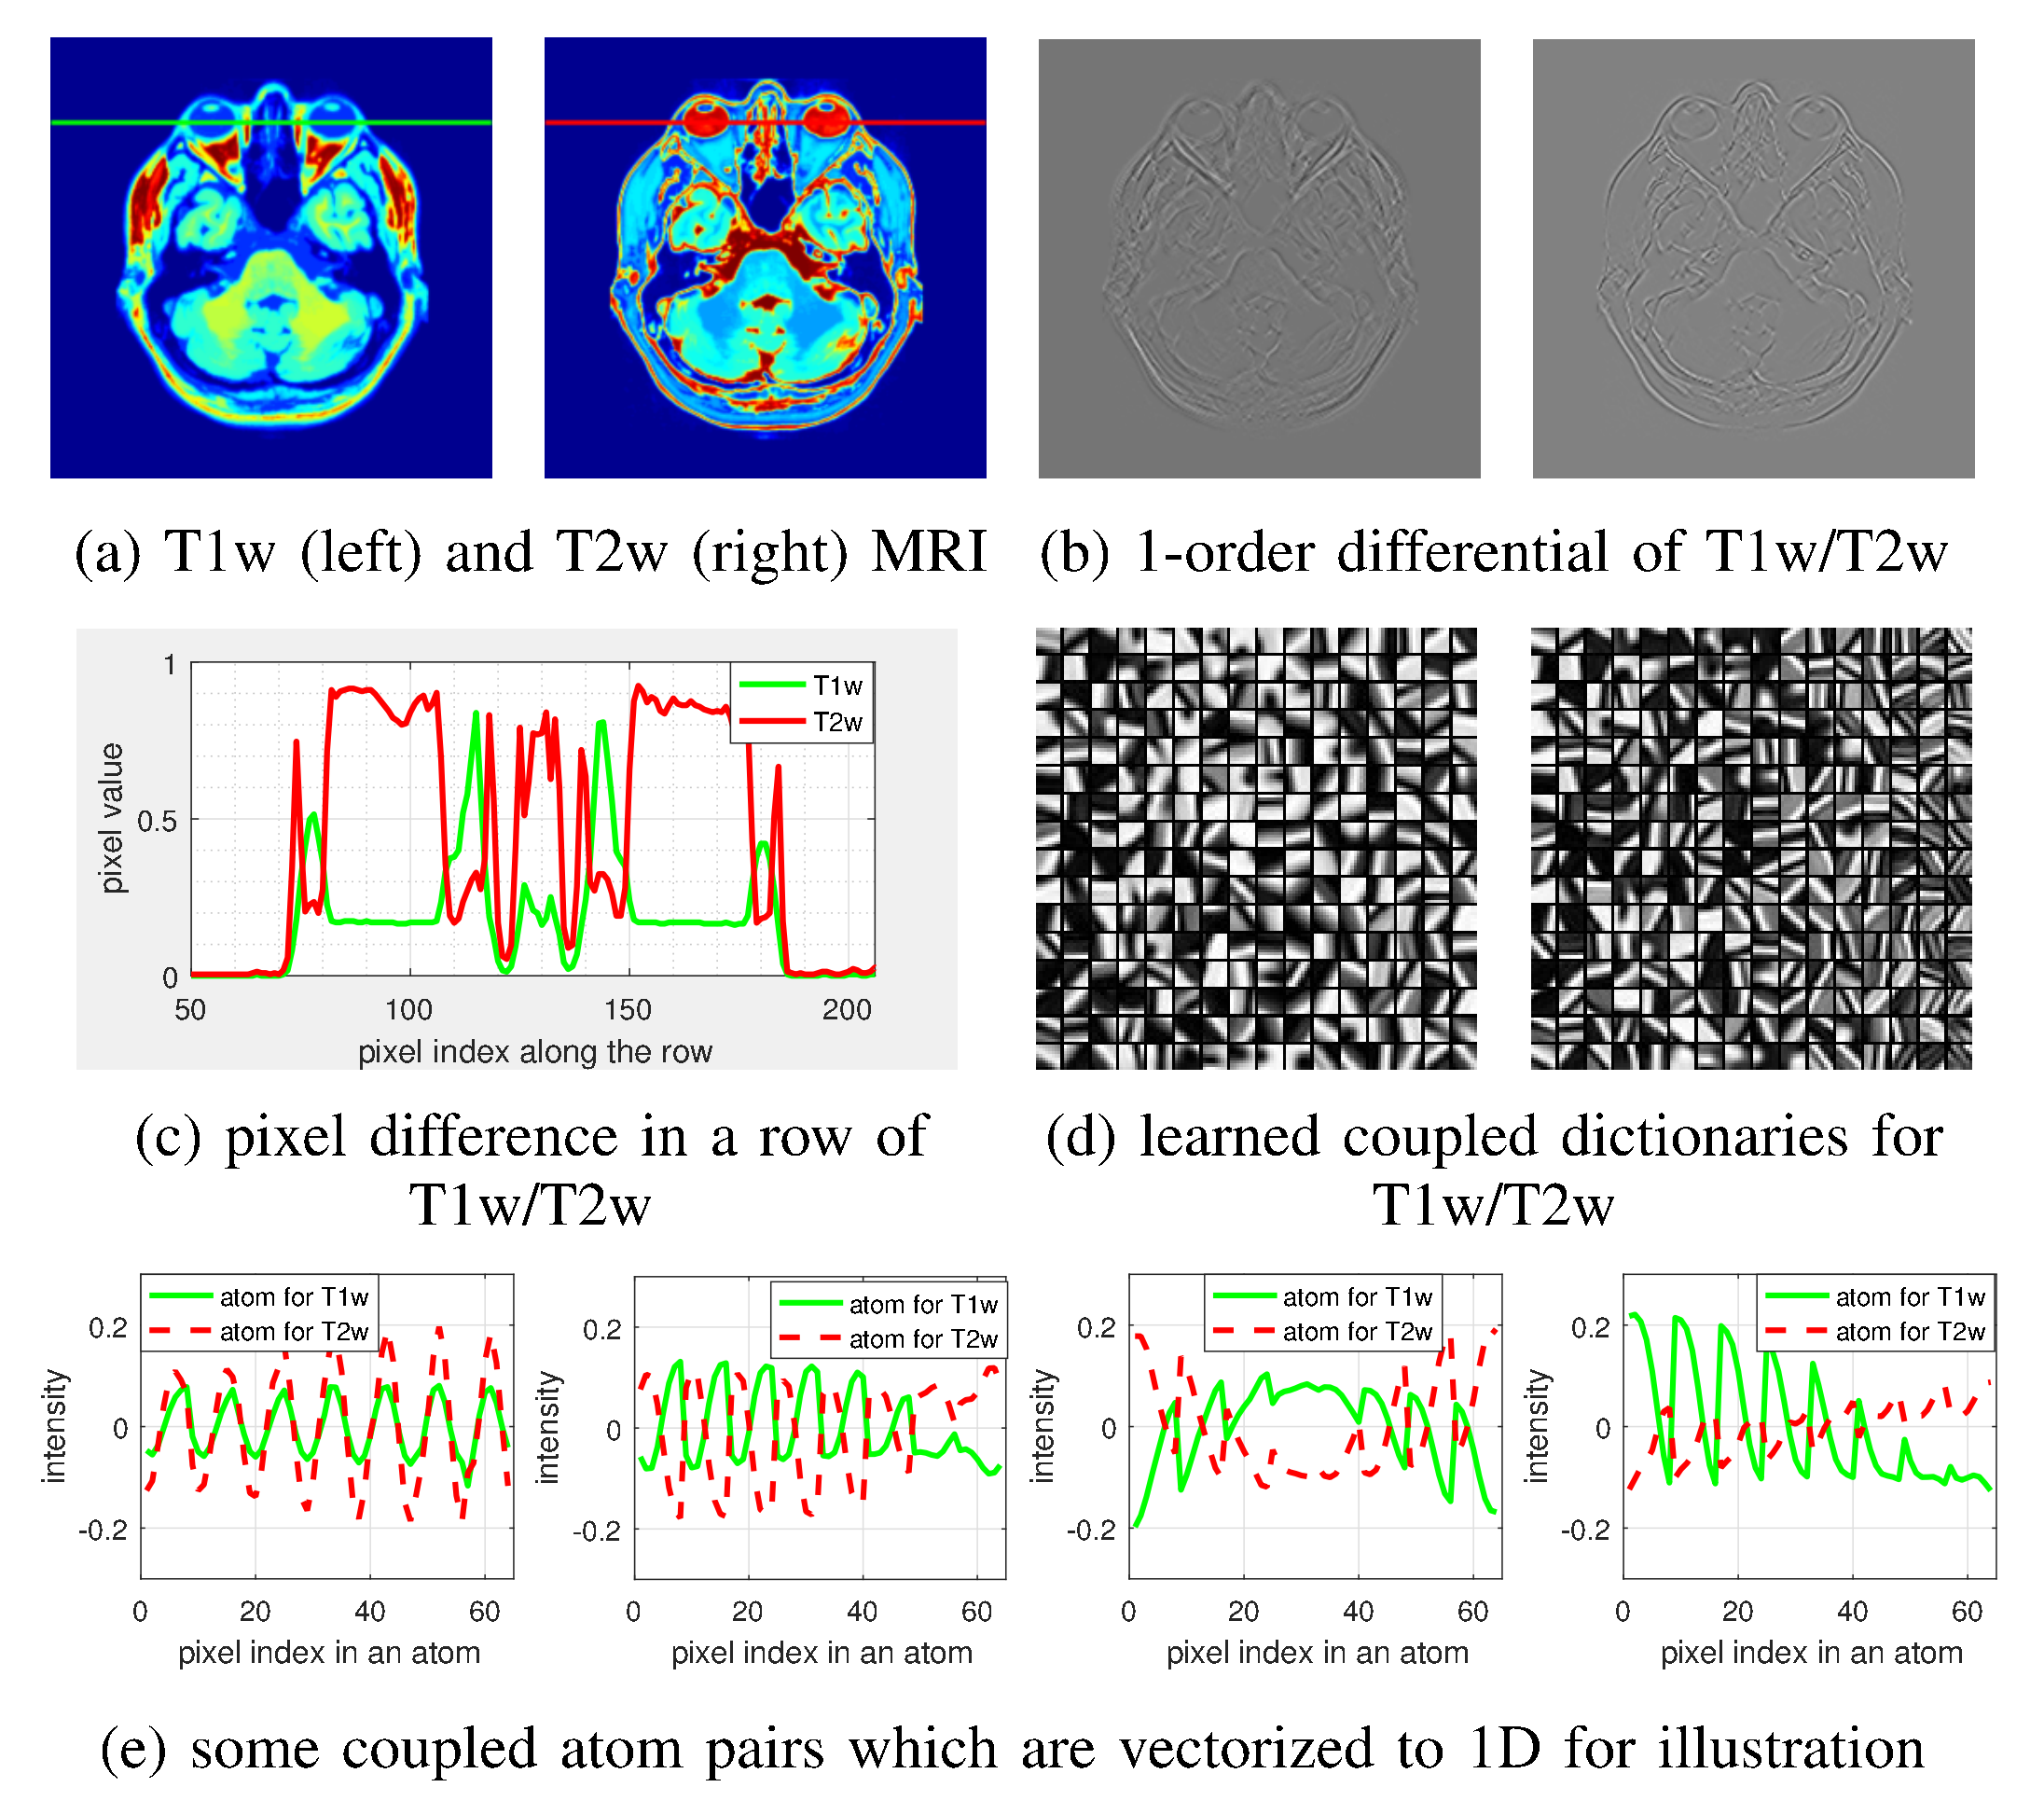 (a) T1w (left) and T2w (right) MRI
(b) 1-order differential of T1w/T2w
1
0.5
0
pixel value
T1w
T2w
50
100
150
200
pixel index along the row
(c) pixel difference in a row of
T1w/T2w
(d) learned coupled dictionaries for
T1w/T2w
atom for T1w
atom for T2w
0.2
0
-0.2
intensity
0
20
40
60
pixel index in an atom
atom for T1w
atom for T2w
0.2
0
-0.2
intensity
0
20
40
60
pixel index in an atom
atom for T1w
atom for T2w
0.2
0
-0.2
intensity
0
20
40
60
pixel index in an atom
atom for T1w
atom for T2w
0.2
0
-0.2
intensity
0
20
40
60
pixel index in an atom
(e) some coupled atom pairs which are vectorized to 1D for illustration